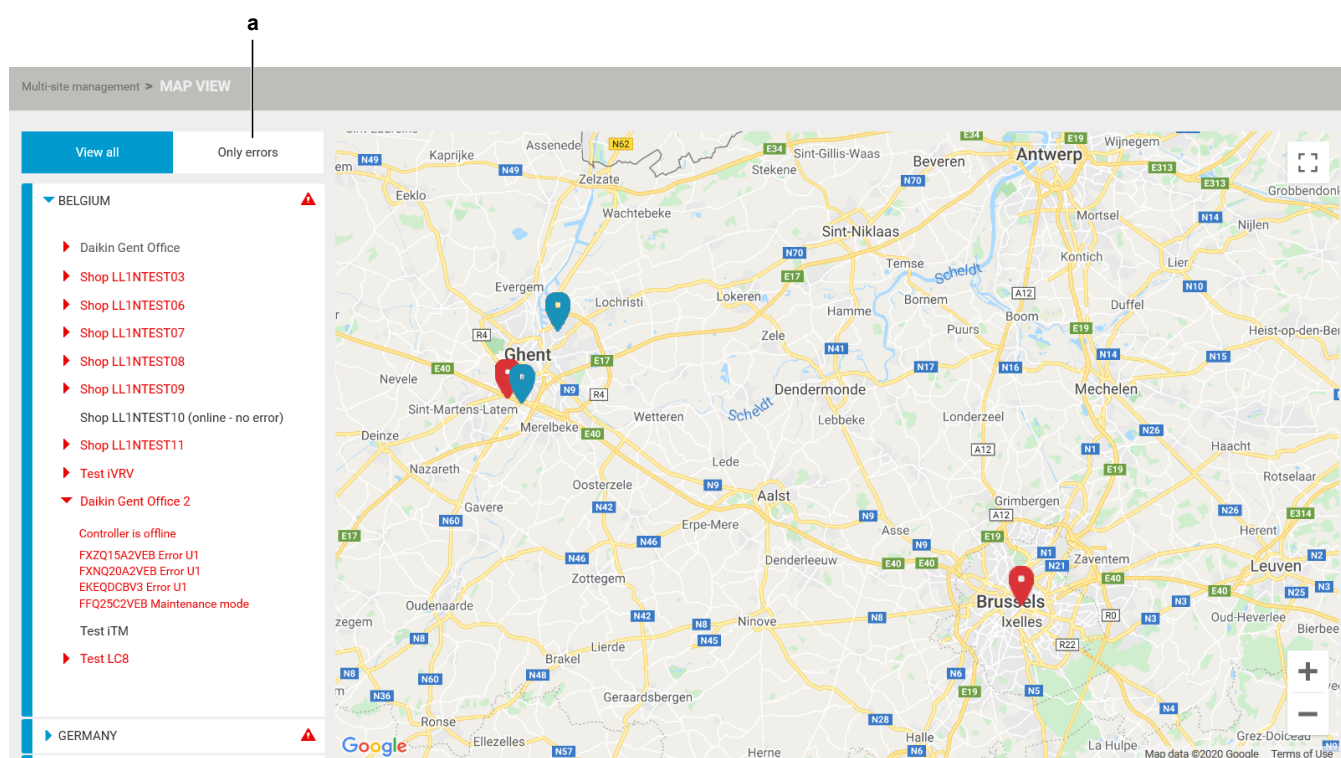 a
Multi-site management > MAP VIEW
View all
Only errors
BELGIUM
Daikin Gent Office
Shop LL1NTEST03
Shop LL1NTEST06
Shop LL1NTEST07
Shop LL1NTEST08
Shop LL1NTEST09
Shop LL1NTEST10 (online - no error)
Shop LL1NTEST11
Test iVRV
Daikin Gent Office 2
Controller is offline
FXZQ15A2VEB Error U1
FXNQ20A2VEB Error U1
EKEQDCBV3 Error U1
FFQ25C2VEB Maintenance mode
Test iTM
Test LC8
GERMANY
Assenede
N62
E34
E19
Wijnegem
N49
Kaprijke
E34
Sint-Gillis-Waas
Beveren
Antwerp
E313
N49
Zelzate
Stekene
N70
E313
Grobbendonk
Eeklo
Wachtebeke
Mortsel
N14
Nijlen
Sint-Niklaas
N70
Kontich
Lier
Temse
Scheldt
E17
Evergem
Lochristi
Lokeren
Bornem
A12
N10
Hamme
Boom
Duffel
R4
Zele
Puurs
E19
Heist-op-den-Ber
Ghent
E17
N41
N14
N15
E40
N17
N16
Nevele
N9
R4
Dendermonde
Mechelen
Sint-Martens-Latem
Wetteren
Scheldt
Lebbeke
Londerzeel
Merelbeke
E40
N26
Deinze
A12
N1
Haacht
Lede
E19
Nazareth
Rotselaar
Oosterzele
N9
Aalst
Grimbergen
Gavere
N42
N26
E314
N60
N9
A12
Erpe-Mere
Asse
Herent
E17
N46
E19
N9
N1
N2
N46
Denderleeuw
E40
E40
N21
Zaventem
Leuven
Zottegem
E40
E40
N25
N3
Oudenaarde
Brussels
N3
zegem
N42
N8
Ninove
N8
Ixelles
R0
Oud-Heverlee
Bierbee
N8
Lierde
N45
R22
Brakel
N8
N60
N48
N6
N36
Geraardsbergen
E19
N5
N4
Ronse
N28
Halle
Grez-Doiceau
Google
Ellezelles
N57
Herne
N6
La Hulpe
Map data ©2020 Google
Terms of Use